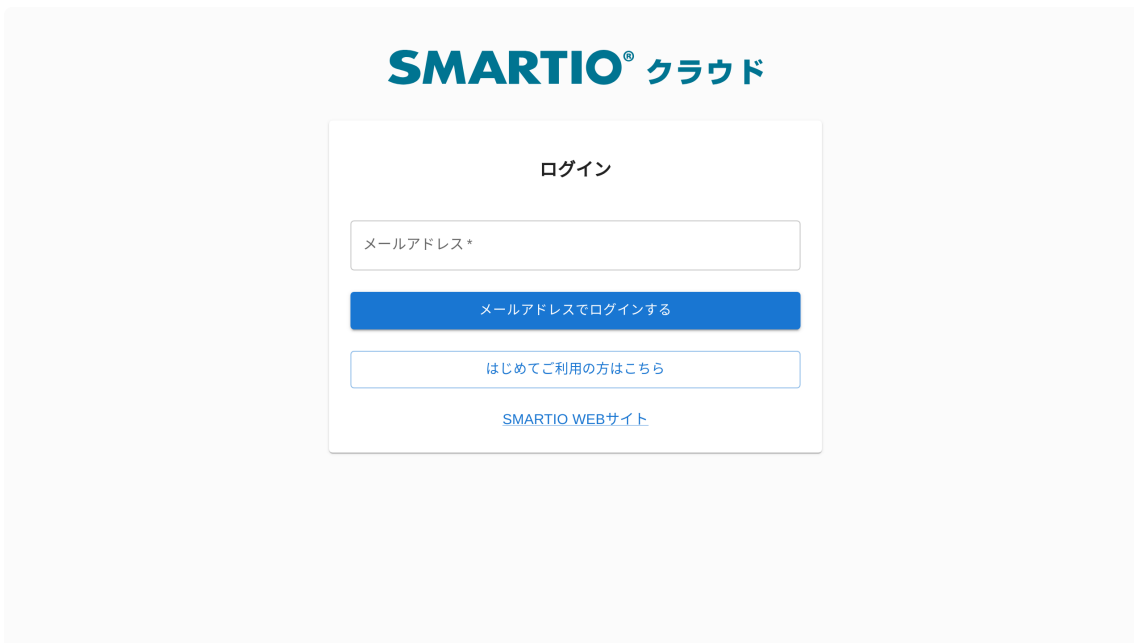 SMARTIO® クラウド
ログイン
メールアドレス *
メールアドレスでログインする
はじめてご利用の方はこちら
SMARTIO WEBサイト